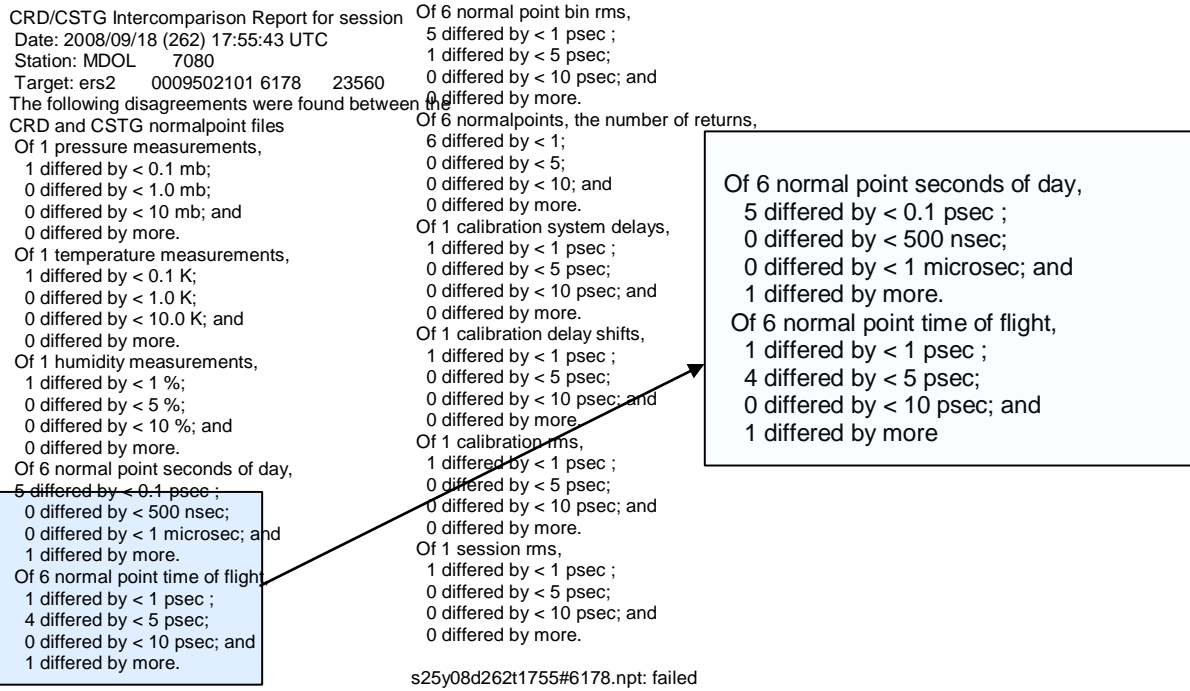 CRD/CSTG Intercomparison Report for session
Date: 2008/09/18 (262) 17:55:43 UTC
Station: MDOL 7080
Target: ers2 0009502101 6178 23560
The following disagreements were found between the
CRD and CSTG normalpoint files
Of 1 pressure measurements,
1 differed by < 0.1 mb;
0 differed by < 1.0 mb;
0 differed by < 10 mb; and
0 differed by more.
Of 1 temperature measurements,
1 differed by < 0.1 K;
0 differed by < 1.0 K;
0 differed by < 10.0 K; and
0 differed by more.
Of 1 humidity measurements,
1 differed by < 1 %;
0 differed by < 5 %;
0 differed by < 10 %; and
0 differed by more.
Of 6 normal point seconds of day,
5 differed by < 0.1 psec ;
0 differed by < 500 nsec;
0 differed by < 1 microsec; and
1 differed by more.
Of 6 normal point time of flight,
1 differed by < 1 psec ;
4 differed by < 5 psec;
0 differed by < 10 psec; and
1 differed by more.
Of 6 normal point bin rms,
5 differed by < 1 psec ;
1 differed by < 5 psec;
0 differed by < 10 psec; and
0 differed by more.
Of 6 normalpoints, the number of returns,
6 differed by < 1;
0 differed by < 5;
0 differed by < 10; and
0 differed by more.
Of 1 calibration system delays,
1 differed by < 1 psec ;
0 differed by < 5 psec;
0 differed by < 10 psec; and
0 differed by more.
Of 1 calibration delay shifts,
1 differed by < 1 psec ;
0 differed by < 5 psec;
0 differed by < 10 psec; and
0 differed by more.
Of 1 calibration rms,
1 differed by < 1 psec ;
0 differed by < 5 psec;
0 differed by < 10 psec; and
0 differed by more.
Of 1 session rms,
1 differed by < 1 psec ;
0 differed by < 5 psec;
0 differed by < 10 psec; and
0 differed by more.
s25y08d262t1755#6178.npt: failed
Of 6 normal point seconds of day,
5 differed by < 0.1 psec ;
0 differed by < 500 nsec;
0 differed by < 1 microsec; and
1 differed by more.
Of 6 normal point time of flight,
1 differed by < 1 psec ;
4 differed by < 5 psec;
0 differed by < 10 psec; and
1 differed by more